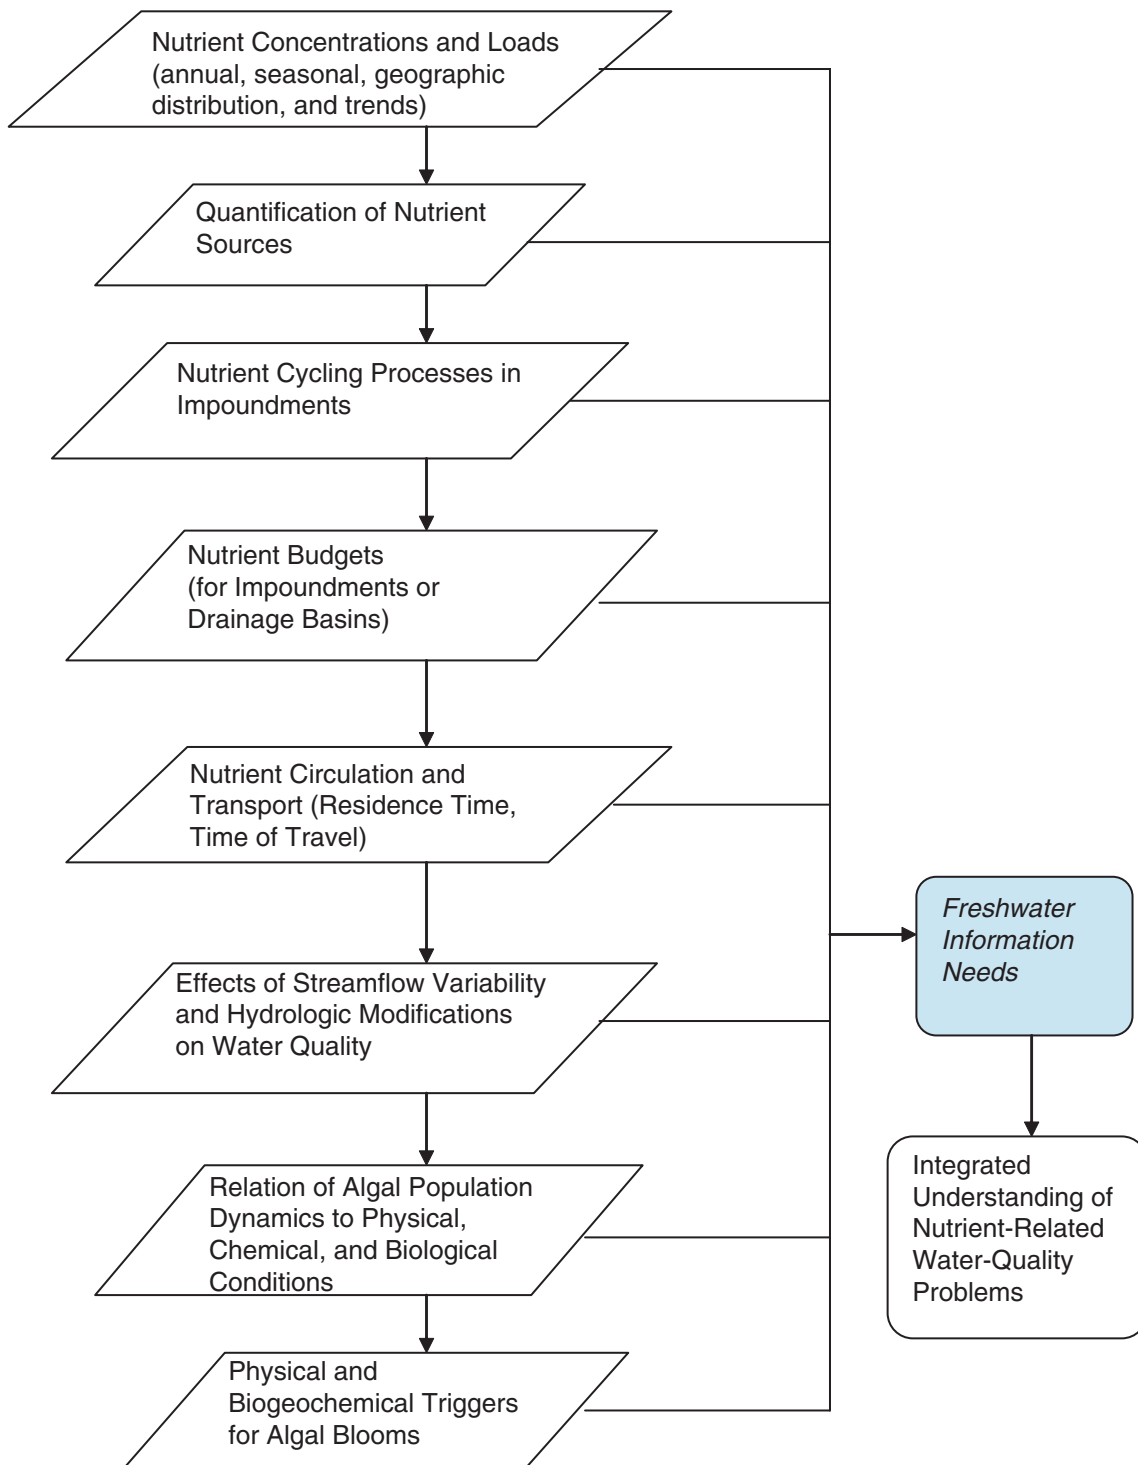 Nutrient Concentrations and Loads
(annual, seasonal, geographic
distribution, and trends)
Quantification of Nutrient
Sources
Nutrient Cycling Processes in
Impoundments
Nutrient Budgets
(for Impoundments or
Drainage Basins)
Nutrient Circulation and
Transport (Residence Time,
Time of Travel)
Effects of Streamflow Variability
and Hydrologic Modifications
on Water Quality
Relation of Algal Population
Dynamics to Physical,
Chemical, and Biological
Conditions
Physical and
Biogeochemical Triggers
for Algal Blooms
Freshwater
Information
Needs
Integrated
Understanding of
Nutrient-Related
Water-Quality
Problems